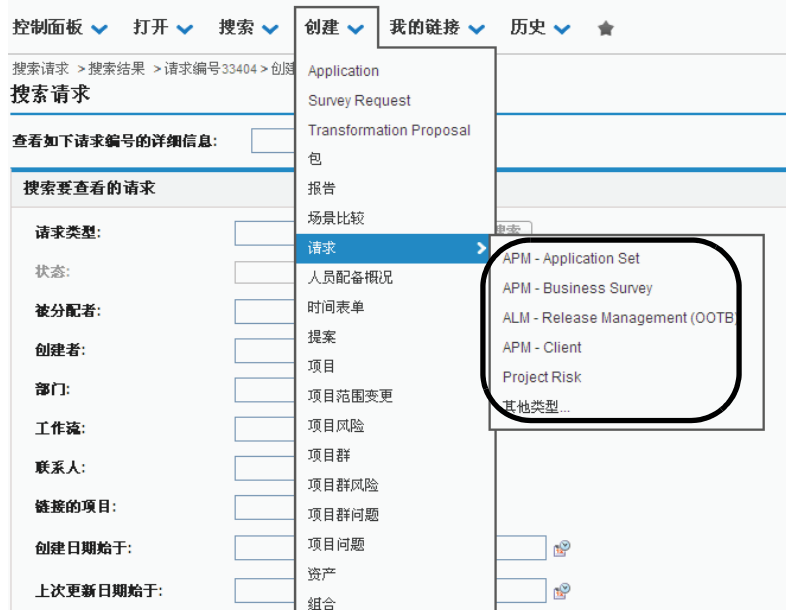 控制面板 打开 搜索 创建 我的链接 历史
搜索请求 >搜索结果 >请求编号33404>创建
搜索请求
查看如下请求编号的详细信息:
搜索要查看的请求
请求类型:
状态:
被分配者:
创建者:
部门:
工作流:
联系人:
链接的项目:
创建日期始于:
上次更新日期始于:
Application
Survey Request
Transformation Proposal
包
报告
场景比较
请求
人员配备概况
时间表单
提案
项目
项目范围变更
项目风险
项目群
项目群风险
项目群问题
项目问题
资产
组合
搜索
APM - Application Set
APM - Business Survey
ALM - Release Management (OOTB)
APM - Client
Project Risk
其他类型...